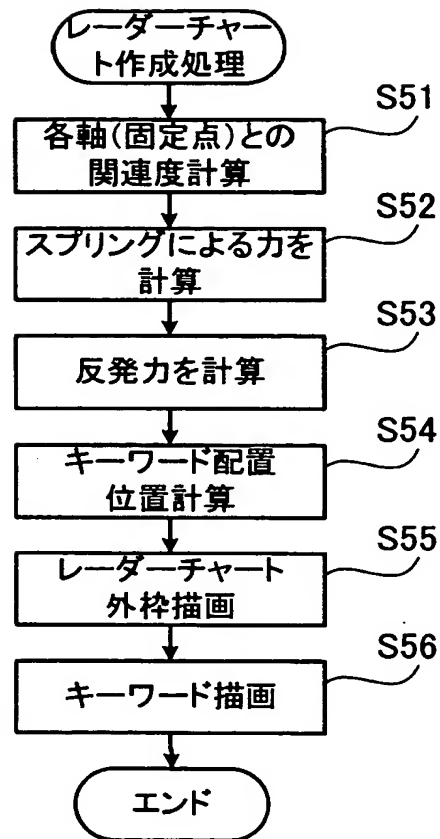 レーダーチャー
ト作成処理
S51
各軸(固定点)との
関連度計算
S52
スプリングによる力を
計算
S53
反発力を計算
S54
キーワード配置
位置計算
S55
レーダーチャート
外枠描画
S56
キーワード描画
エンド